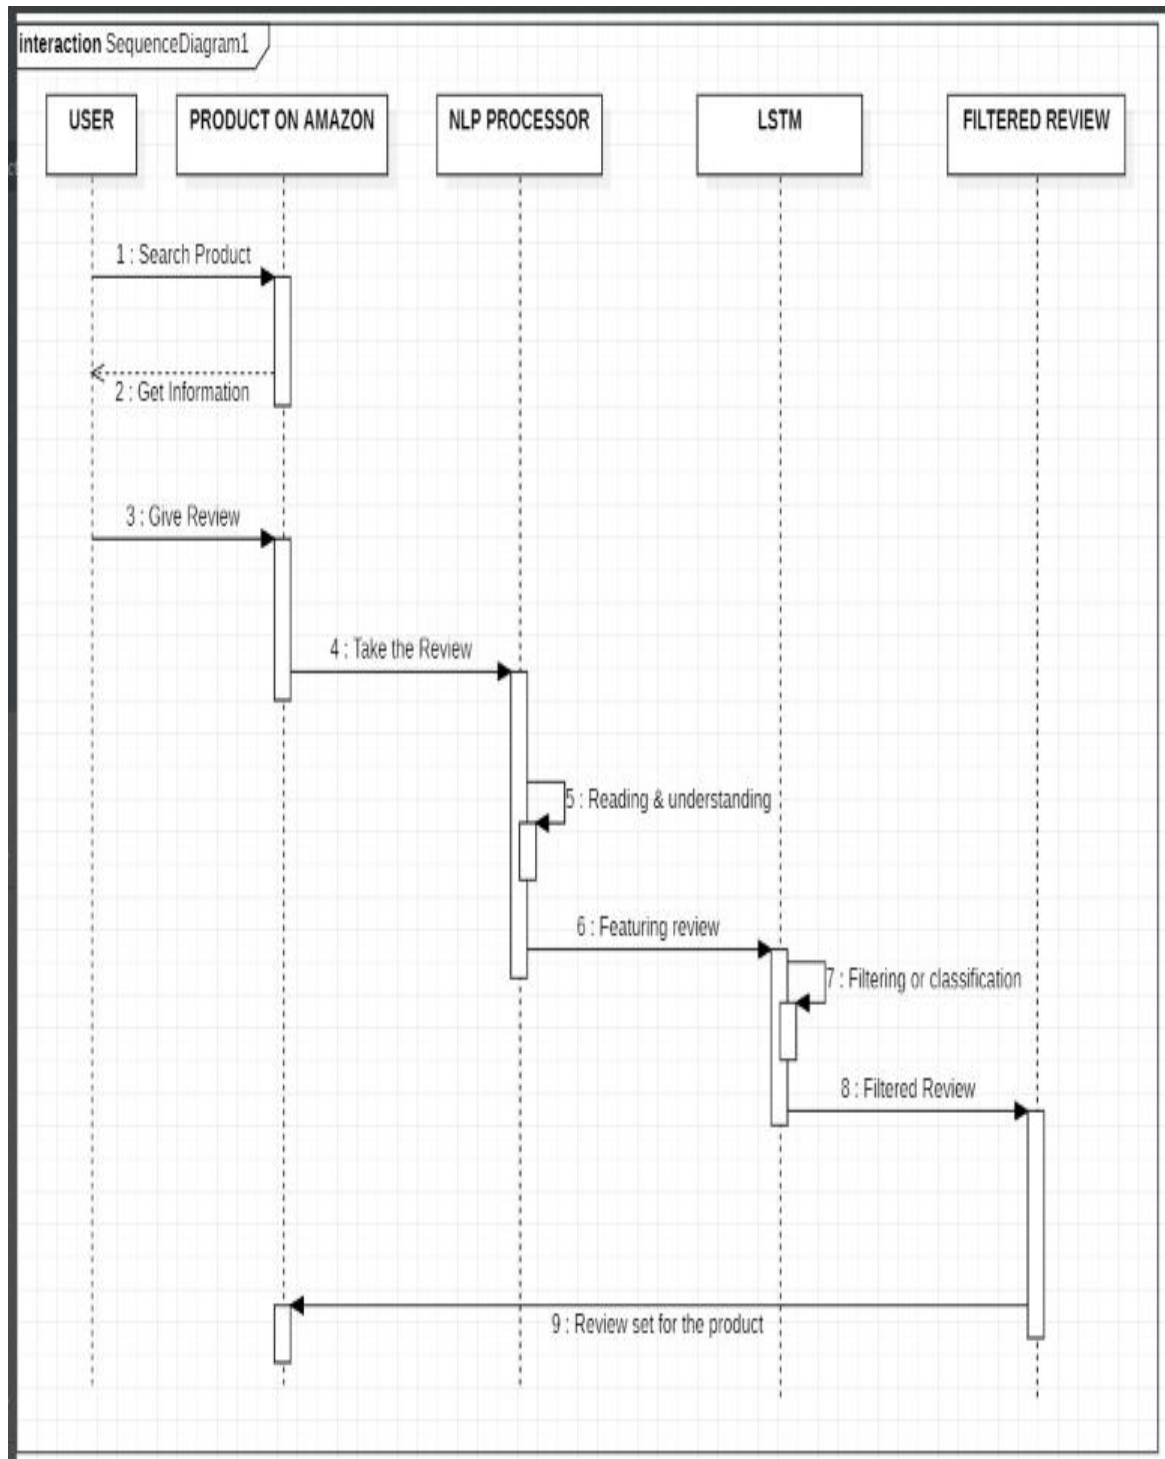 interaction SequenceDiagram1
USER
PRODUCT ON AMAZON
NLP PROCESSOR
LSTM
FILTERED REVIEW
1 : Search Product
2 : Get Information
3 : Give Review
4 : Take the Review
5 : Reading & understanding
6 : Featuring review
7 : Filtering or classification
8 : Filtered Review
9 : Review set for the product